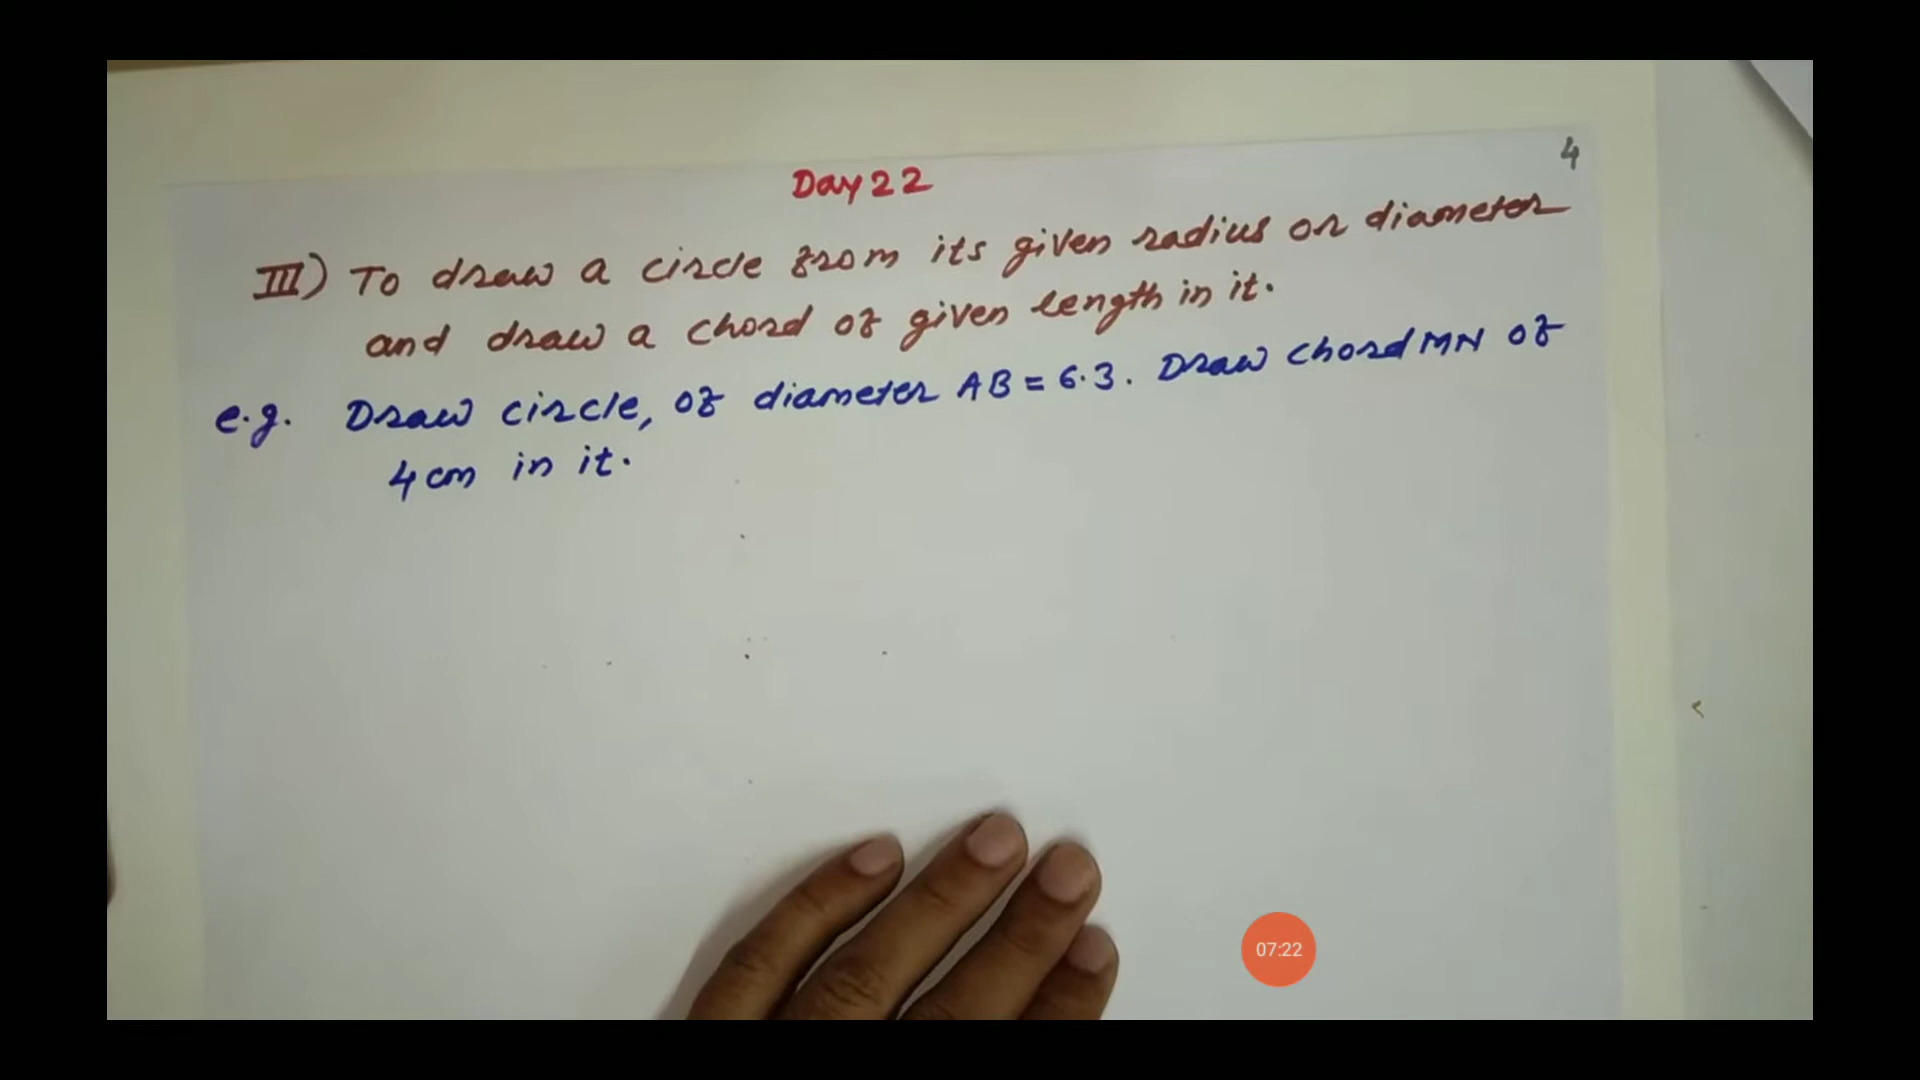 4
Day 22
III) To draw a circle from its given radius or diameter
and draw a chord of given length in it.
e.g. Draw circle, of diameter AB = 6.3. Draw chord MN of
4 cm in it.
07:22